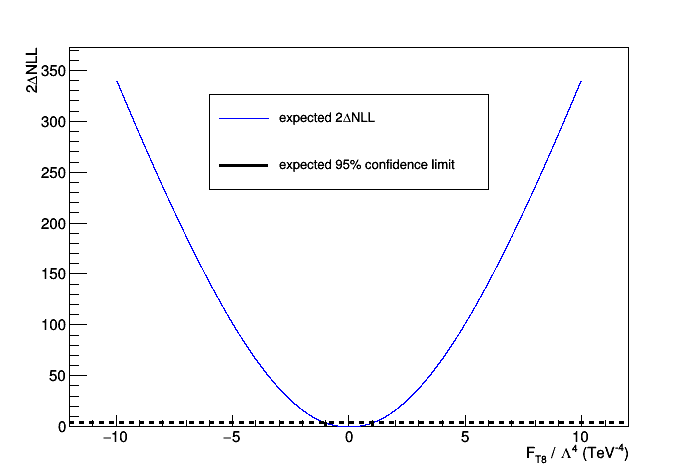 2ΔNLL
350
300
250
200
150
100
50
0
expected 2ΔNLL
expected 95% confidence limit
−10 −5 0 5 10
F_T8 / Λ^4 (TeV^-4)